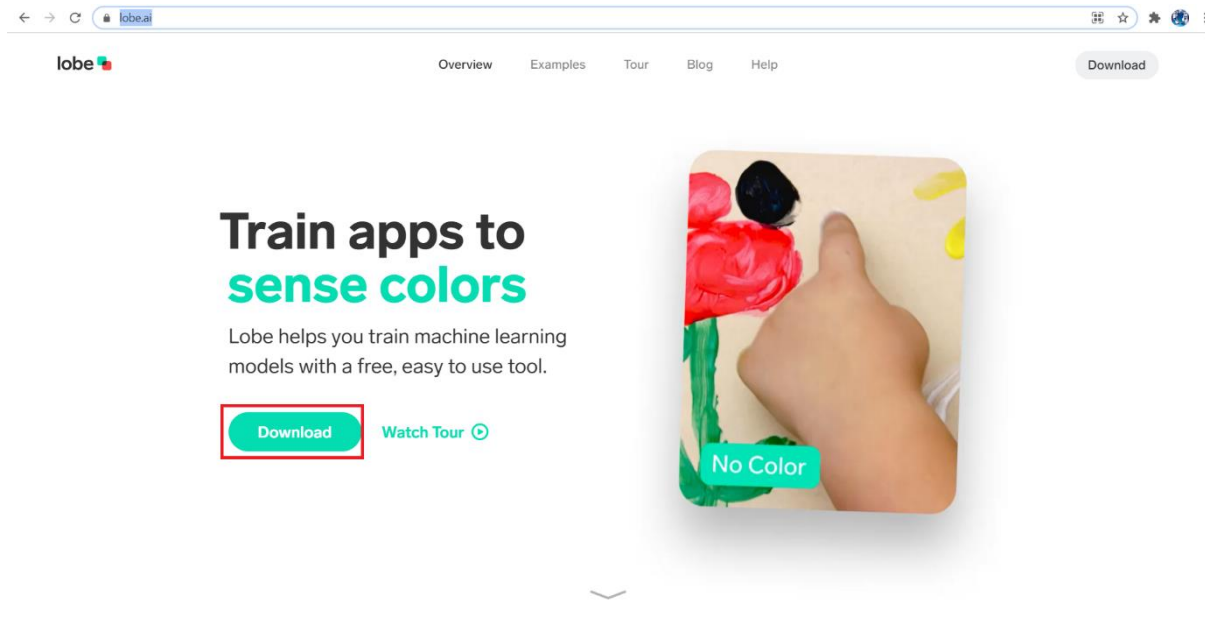 lobe.ai
lobe
Overview Examples Tour Blog Help
Download
Train apps to
sense colors
Lobe helps you train machine learning
models with a free, easy to use tool.
Download Watch Tour
No Color